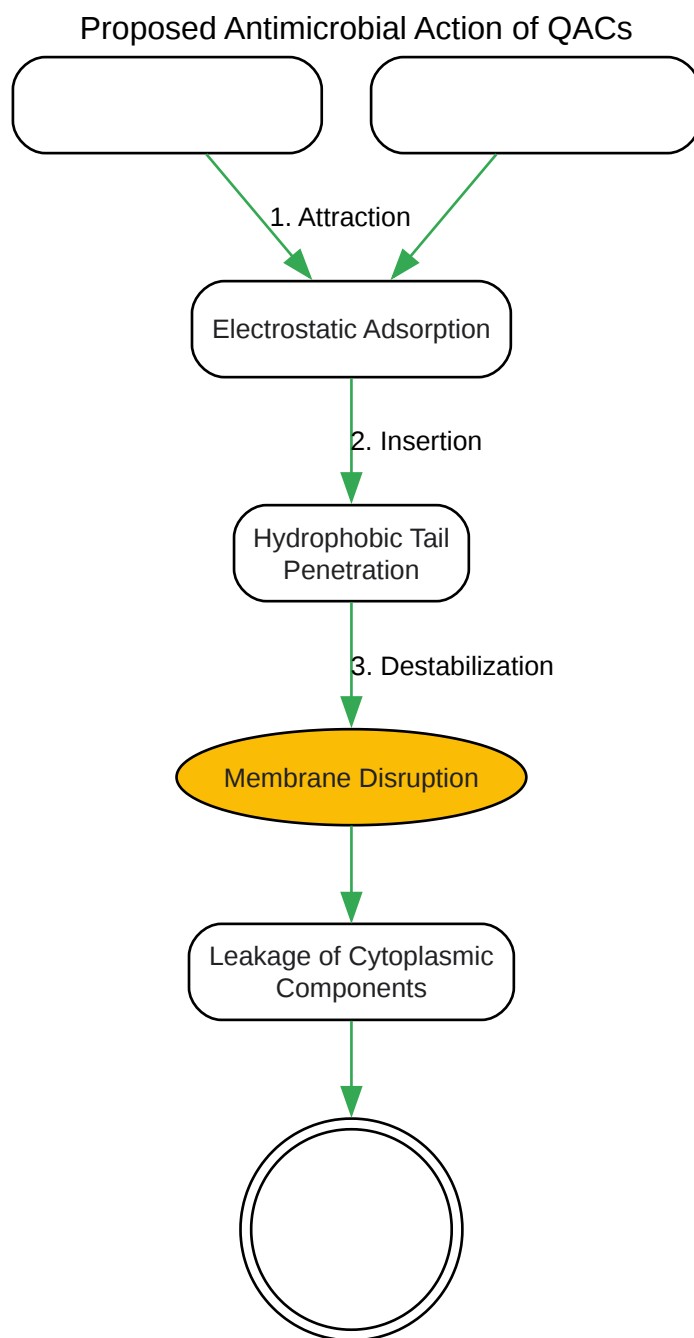 Proposed Antimicrobial Action of QACs
1. Attraction
Electrostatic Adsorption
2. Insertion
Hydrophobic Tail
Penetration
3. Destabilization
Membrane Disruption
Leakage of Cytoplasmic
Components